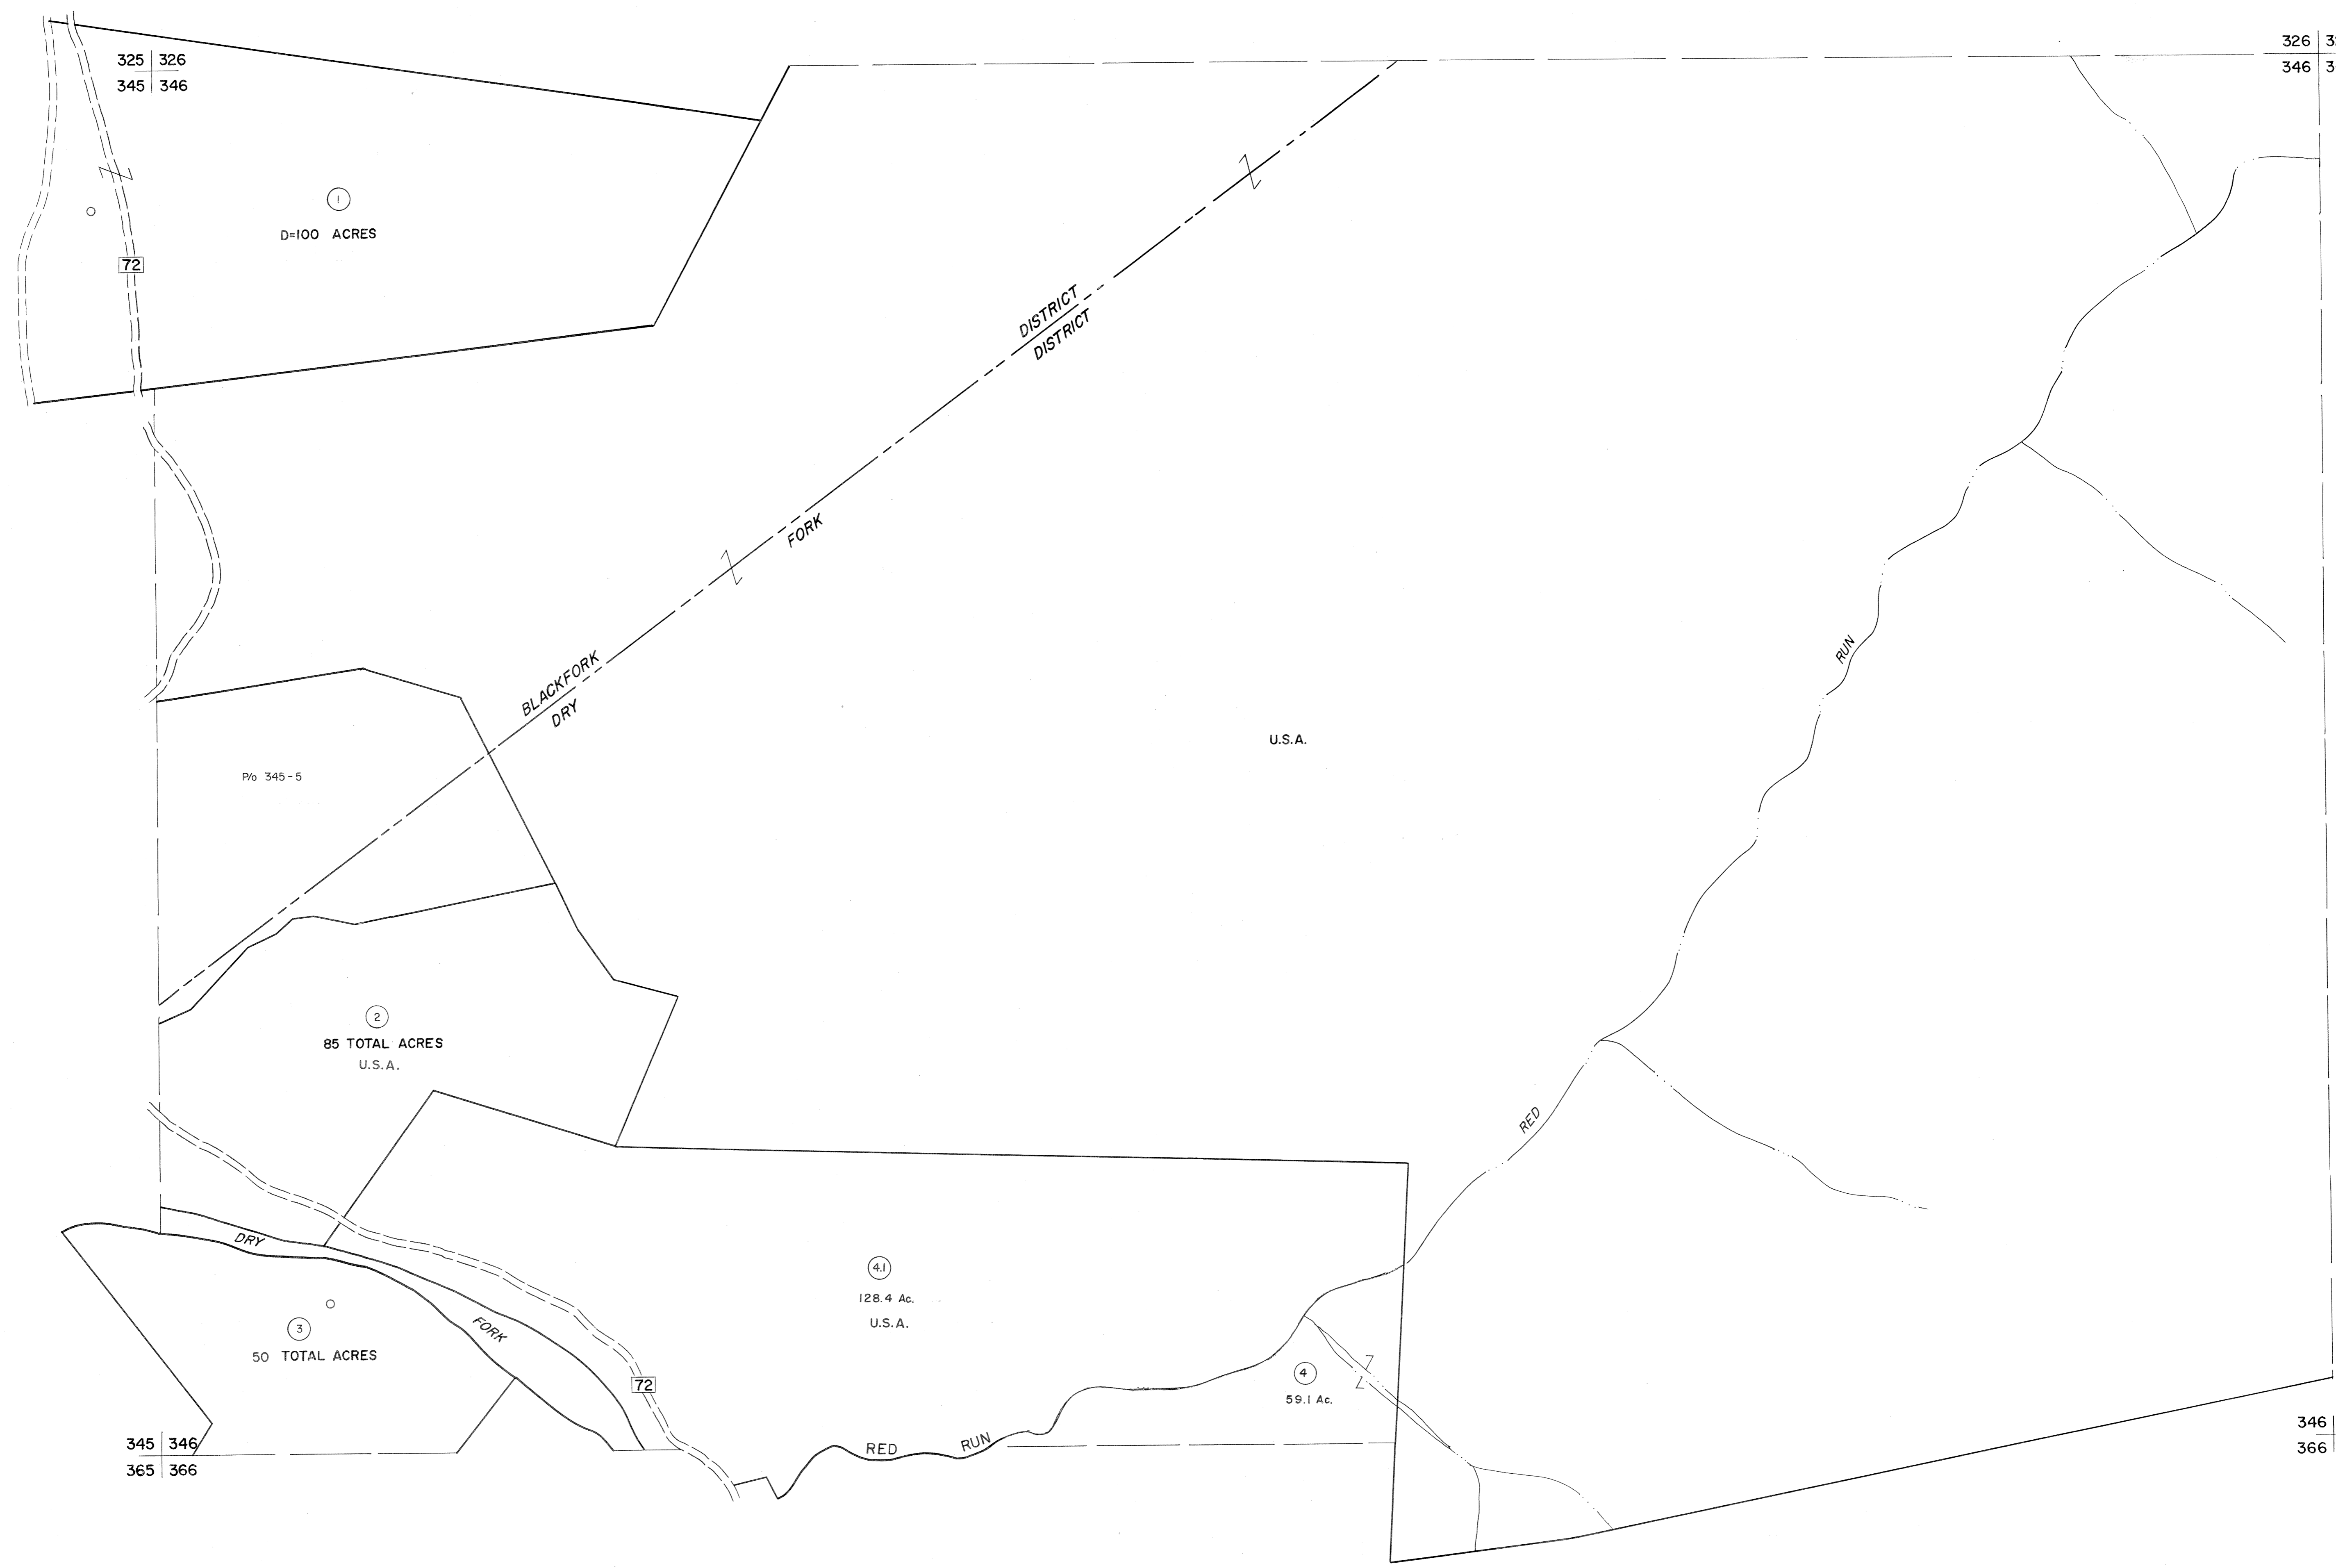 325 326
345 346
326 3
346 3
1
D=100 ACRES
72
DISTRICT
DISTRICT
FORK
RUN
BLACKFORK
DRY
U.S.A.
P/o 345-5
2
85 TOTAL ACRES
U.S.A.
RED
DRY
4.1
128.4 Ac.
U.S.A.
3
50 TOTAL ACRES
FORK
72
4
59.1 Ac.
RED RUN
345 346
365 366
346
366